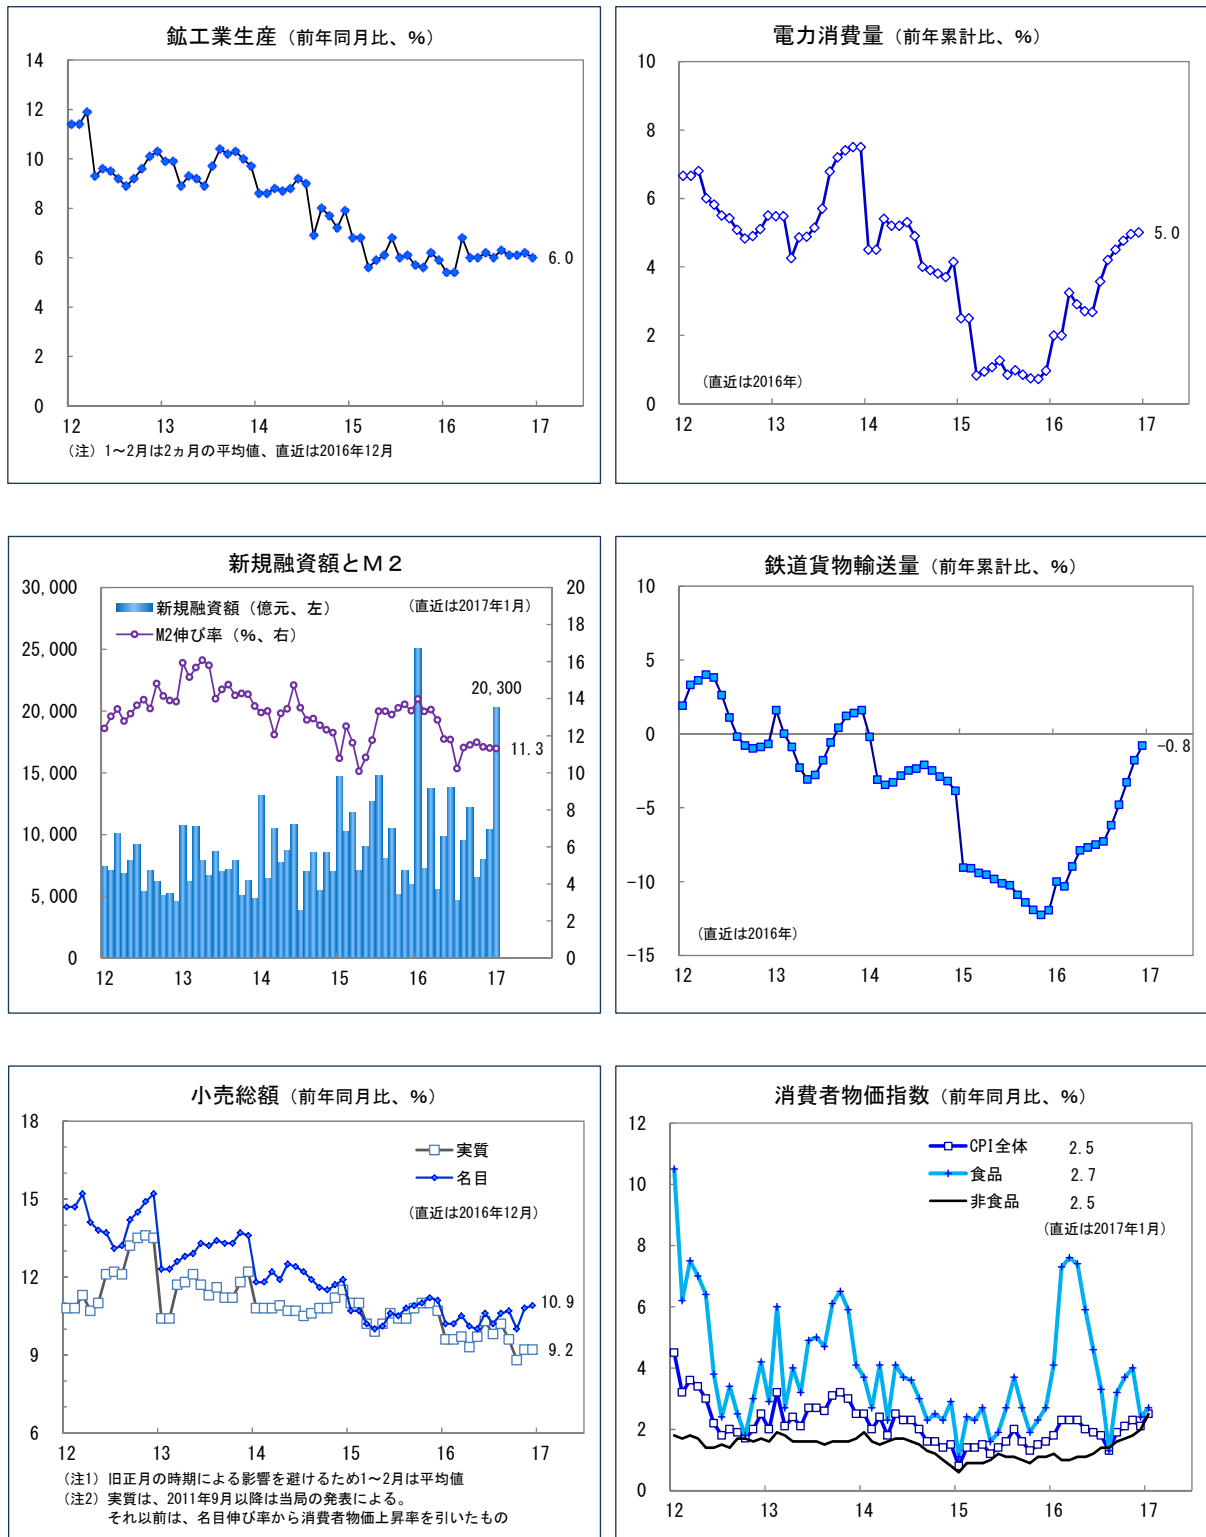 鉱工業生産（前年同月比、%）
14
12
10
8
6
4
2
0
6.0
12 13 14 15 16 17
（注）1～2月は2ヵ月の平均値、直近は2016年12月
電力消費量（前年累計比、%）
10
8
6
4
2
0
5.0
（直近は2016年）
12 13 14 15 16 17
新規融資額とＭ２
30,000
25,000
20,000
15,000
10,000
5,000
0
20
18
16
14
12
10
8
6
4
2
0
新規融資額（億元、左）
M2伸び率（%、右）
（直近は2017年1月）
20,300
11.3
12 13 14 15 16 17
鉄道貨物輸送量（前年累計比、%）
10
5
0
-5
-10
-15
-0.8
（直近は2016年）
12 13 14 15 16 17
小売総額（前年同月比、%）
18
15
12
9
6
実質
名目
（直近は2016年12月）
10.9
9.2
12 13 14 15 16 17
（注1）旧正月の時期による影響を避けるため1～2月は平均値
（注2）実質は、2011年9月以降は当局の発表による。
それ以前は、名目伸び率から消費者物価上昇率を引いたもの
消費者物価指数（前年同月比、%）
12
10
8
6
4
2
0
CPI全体 2.5
食品 2.7
非食品 2.5
（直近は2017年1月）
12 13 14 15 16 17